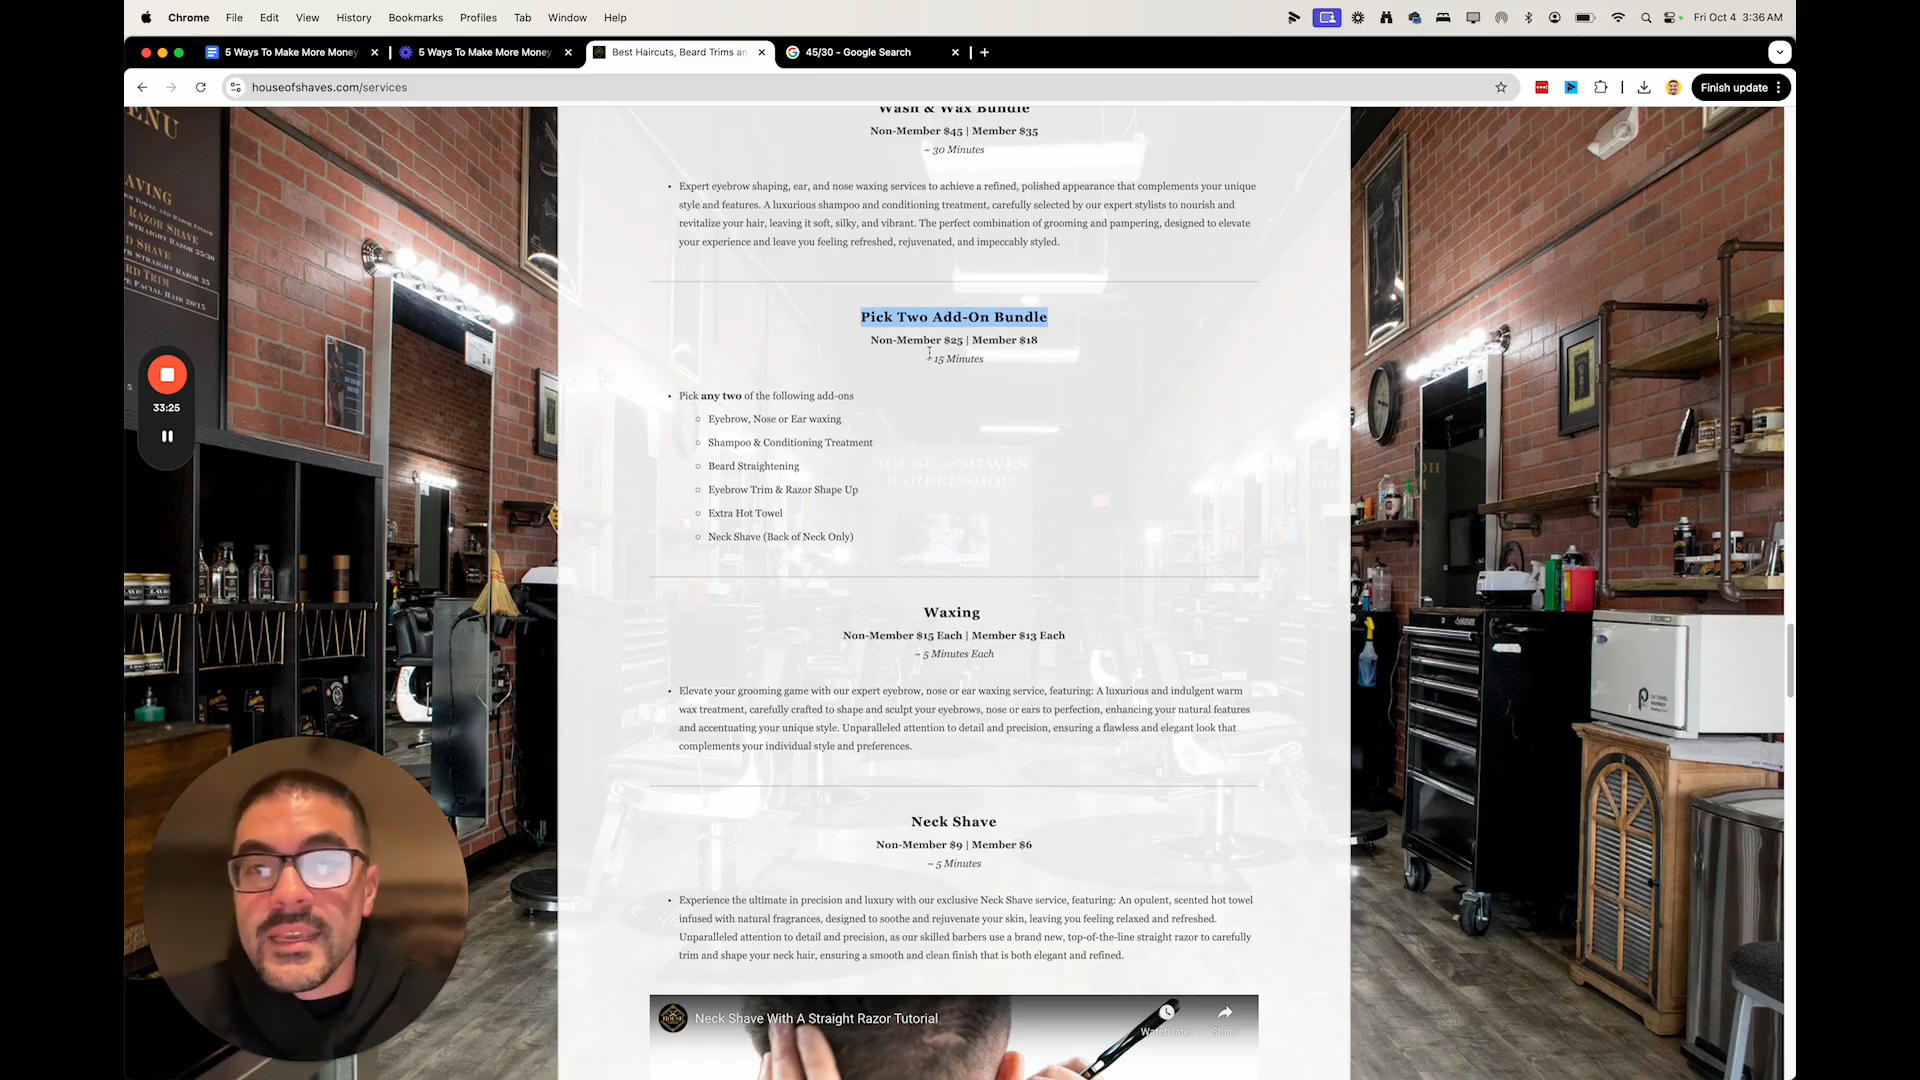 Chrome File Edit View History Bookmarks Profiles Tab Window Help
Fri Oct 4 3:36 AM
5 Ways To Make More Money
5 Ways To Make More Money
Best Haircuts, Beard Trims an
45/30 - Google Search
houseofshaves.com/services
Finish update
Wash & Wax Bundle
Non-Member $45 | Member $35
~ 30 Minutes
• Expert eyebrow shaping, ear, and nose waxing services to achieve a refined, polished appearance that complements your unique
style and features. A luxurious shampoo and conditioning treatment, carefully selected by our expert stylists to nourish and
revitalize your hair, leaving it soft, silky, and vibrant. The perfect combination of grooming and pampering, designed to elevate
your experience and leave you feeling refreshed, rejuvenated, and impeccably styled.
Pick Two Add-On Bundle
Non-Member $25 | Member $18
~ 15 Minutes
• Pick any two of the following add-ons
○ Eyebrow, Nose or Ear waxing
○ Shampoo & Conditioning Treatment
○ Beard Straightening
○ Eyebrow Trim & Razor Shape Up
○ Extra Hot Towel
○ Neck Shave (Back of Neck Only)
Waxing
Non-Member $15 Each | Member $13 Each
~ 5 Minutes Each
• Elevate your grooming game with our expert eyebrow, nose or ear waxing service, featuring: A luxurious and indulgent warm
wax treatment, carefully crafted to shape and sculpt your eyebrows, nose or ears to perfection, enhancing your natural features
and accentuating your unique style. Unparalleled attention to detail and precision, ensuring a flawless and elegant look that
complements your individual style and preferences.
Neck Shave
Non-Member $9 | Member $6
~ 5 Minutes
• Experience the ultimate in precision and luxury with our exclusive Neck Shave service, featuring: An opulent, scented hot towel
infused with natural fragrances, designed to soothe and rejuvenate your skin, leaving you feeling relaxed and refreshed.
Unparalleled attention to detail and precision, as our skilled barbers use a brand new, top-of-the-line straight razor to carefully
trim and shape your neck hair, ensuring a smooth and clean finish that is both elegant and refined.
Neck Shave With A Straight Razor Tutorial
Watch later
Share
33:25
MENU
HOUSE OF SHAVES
BARBERSHOP
RAZOR SHAVE